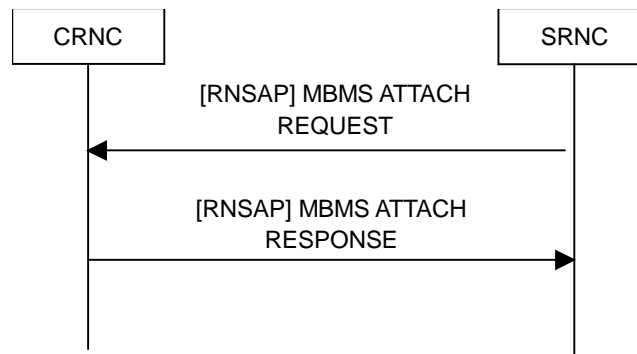 CRNC
SRNC
[RNSAP] MBMS ATTACH
REQUEST
[RNSAP] MBMS ATTACH
RESPONSE